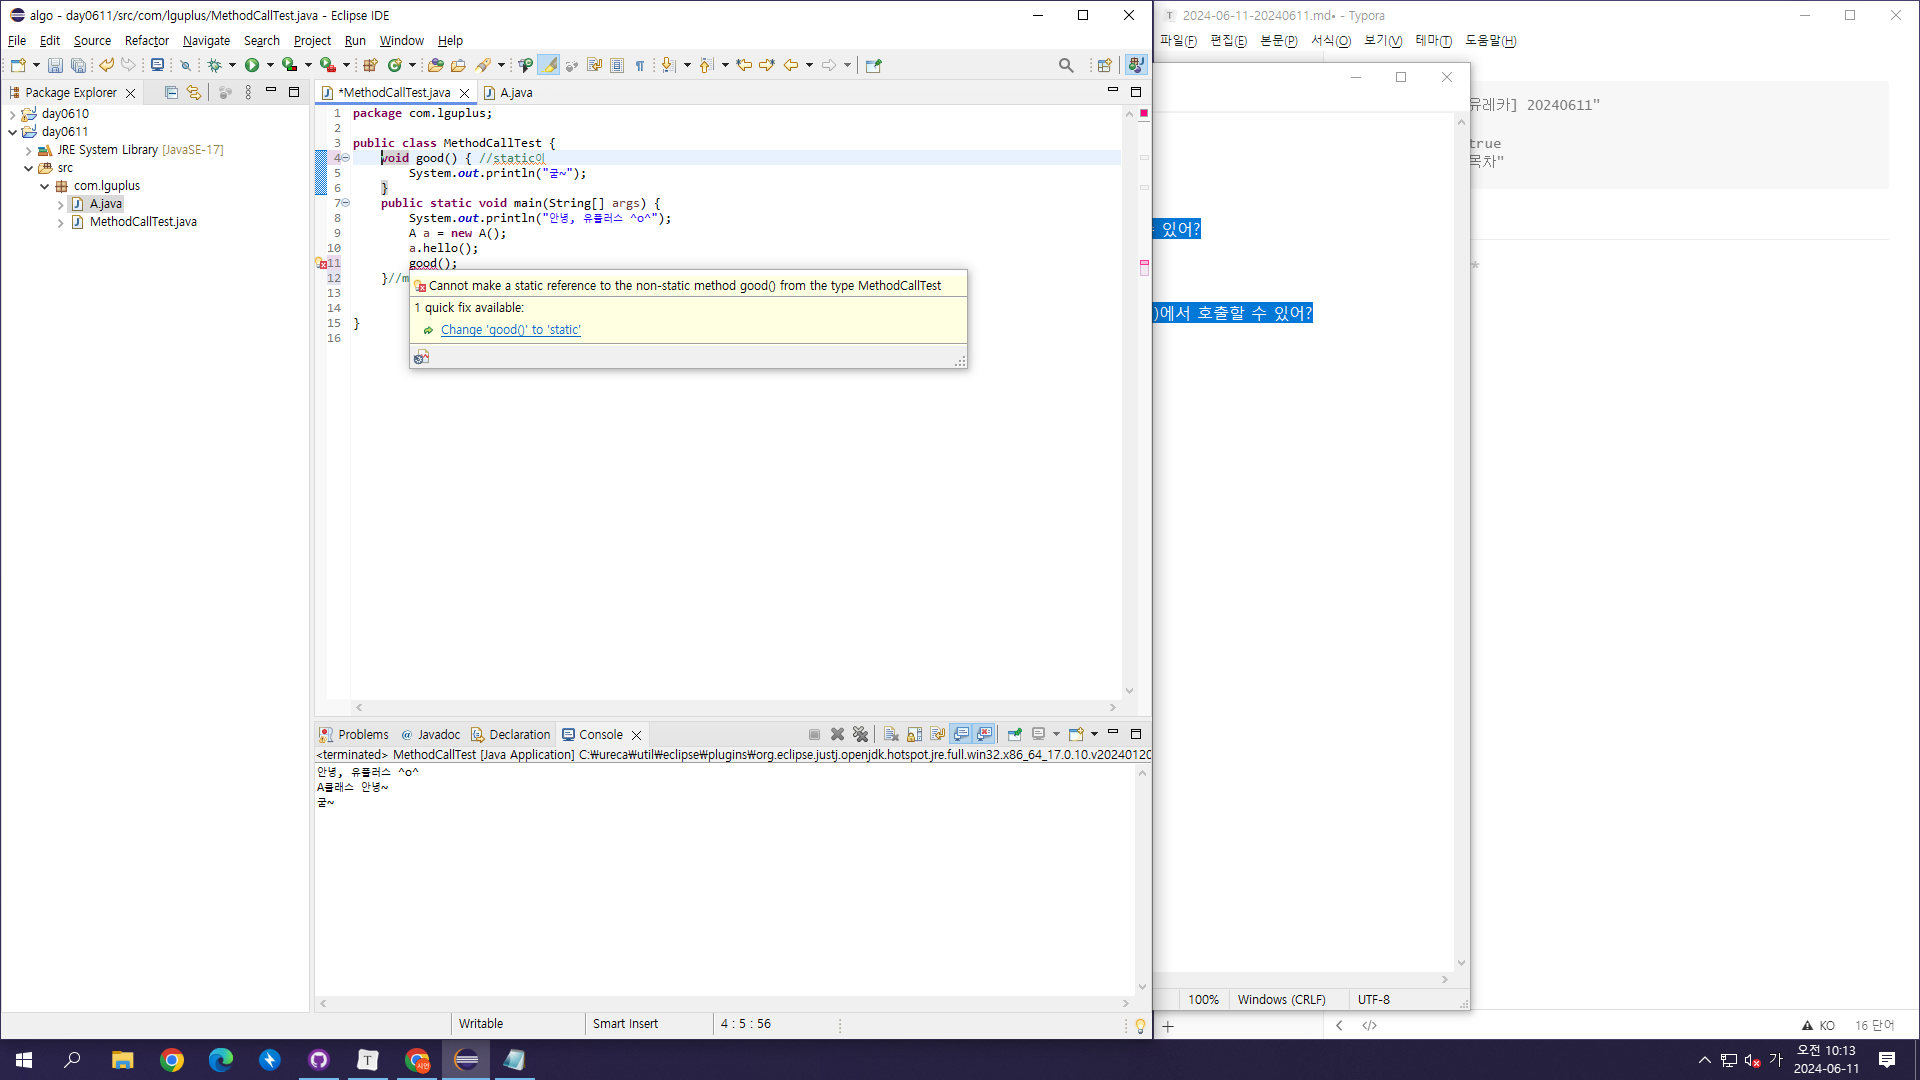 algo - day0611/src/com/lguplus/MethodCallTest.java - Eclipse IDE
File Edit Source Refactor Navigate Search Project Run Window Help
Package Explorer
day0610
day0611
JRE System Library [JavaSE-17]
src
com.lguplus
A.java
MethodCallTest.java
*MethodCallTest.java
A.java
1 package com.lguplus;
2
3 public class MethodCallTest {
4 void good() { //static이
5 System.out.println("굳~");
6 }
7 public static void main(String[] args) {
8 System.out.println("안녕, 유플러스 ^o^");
9 A a = new A();
10 a.hello();
11 good();
12 }//m
13
14
15 }
16
Cannot make a static reference to the non-static method good() from the type MethodCallTest
1 quick fix available:
Change 'good()' to 'static'
Problems @ Javadoc Declaration Console
<terminated> MethodCallTest [Java Application] C:₩ureca₩util₩eclipse₩plugins₩org.eclipse.justj.openjdk.hotspot.jre.full.win32.x86_64_17.0.10.v20240120
안녕, 유플러스 ^o^
A클래스 안녕~
굳~
Writable
Smart Insert
4 : 5 : 56
T 2024-06-11-20240611.md• - Typora
파일(F) 편집(E) 본문(P) 서식(O) 보기(V) 테마(T) 도움말(H)
유레카] 20240611"
true
목차"
있어?
)에서 호출할 수 있어?
*
100%
Windows (CRLF)
UTF-8
KO
16 단어
T
시연
가
오전 10:13
2024-06-11